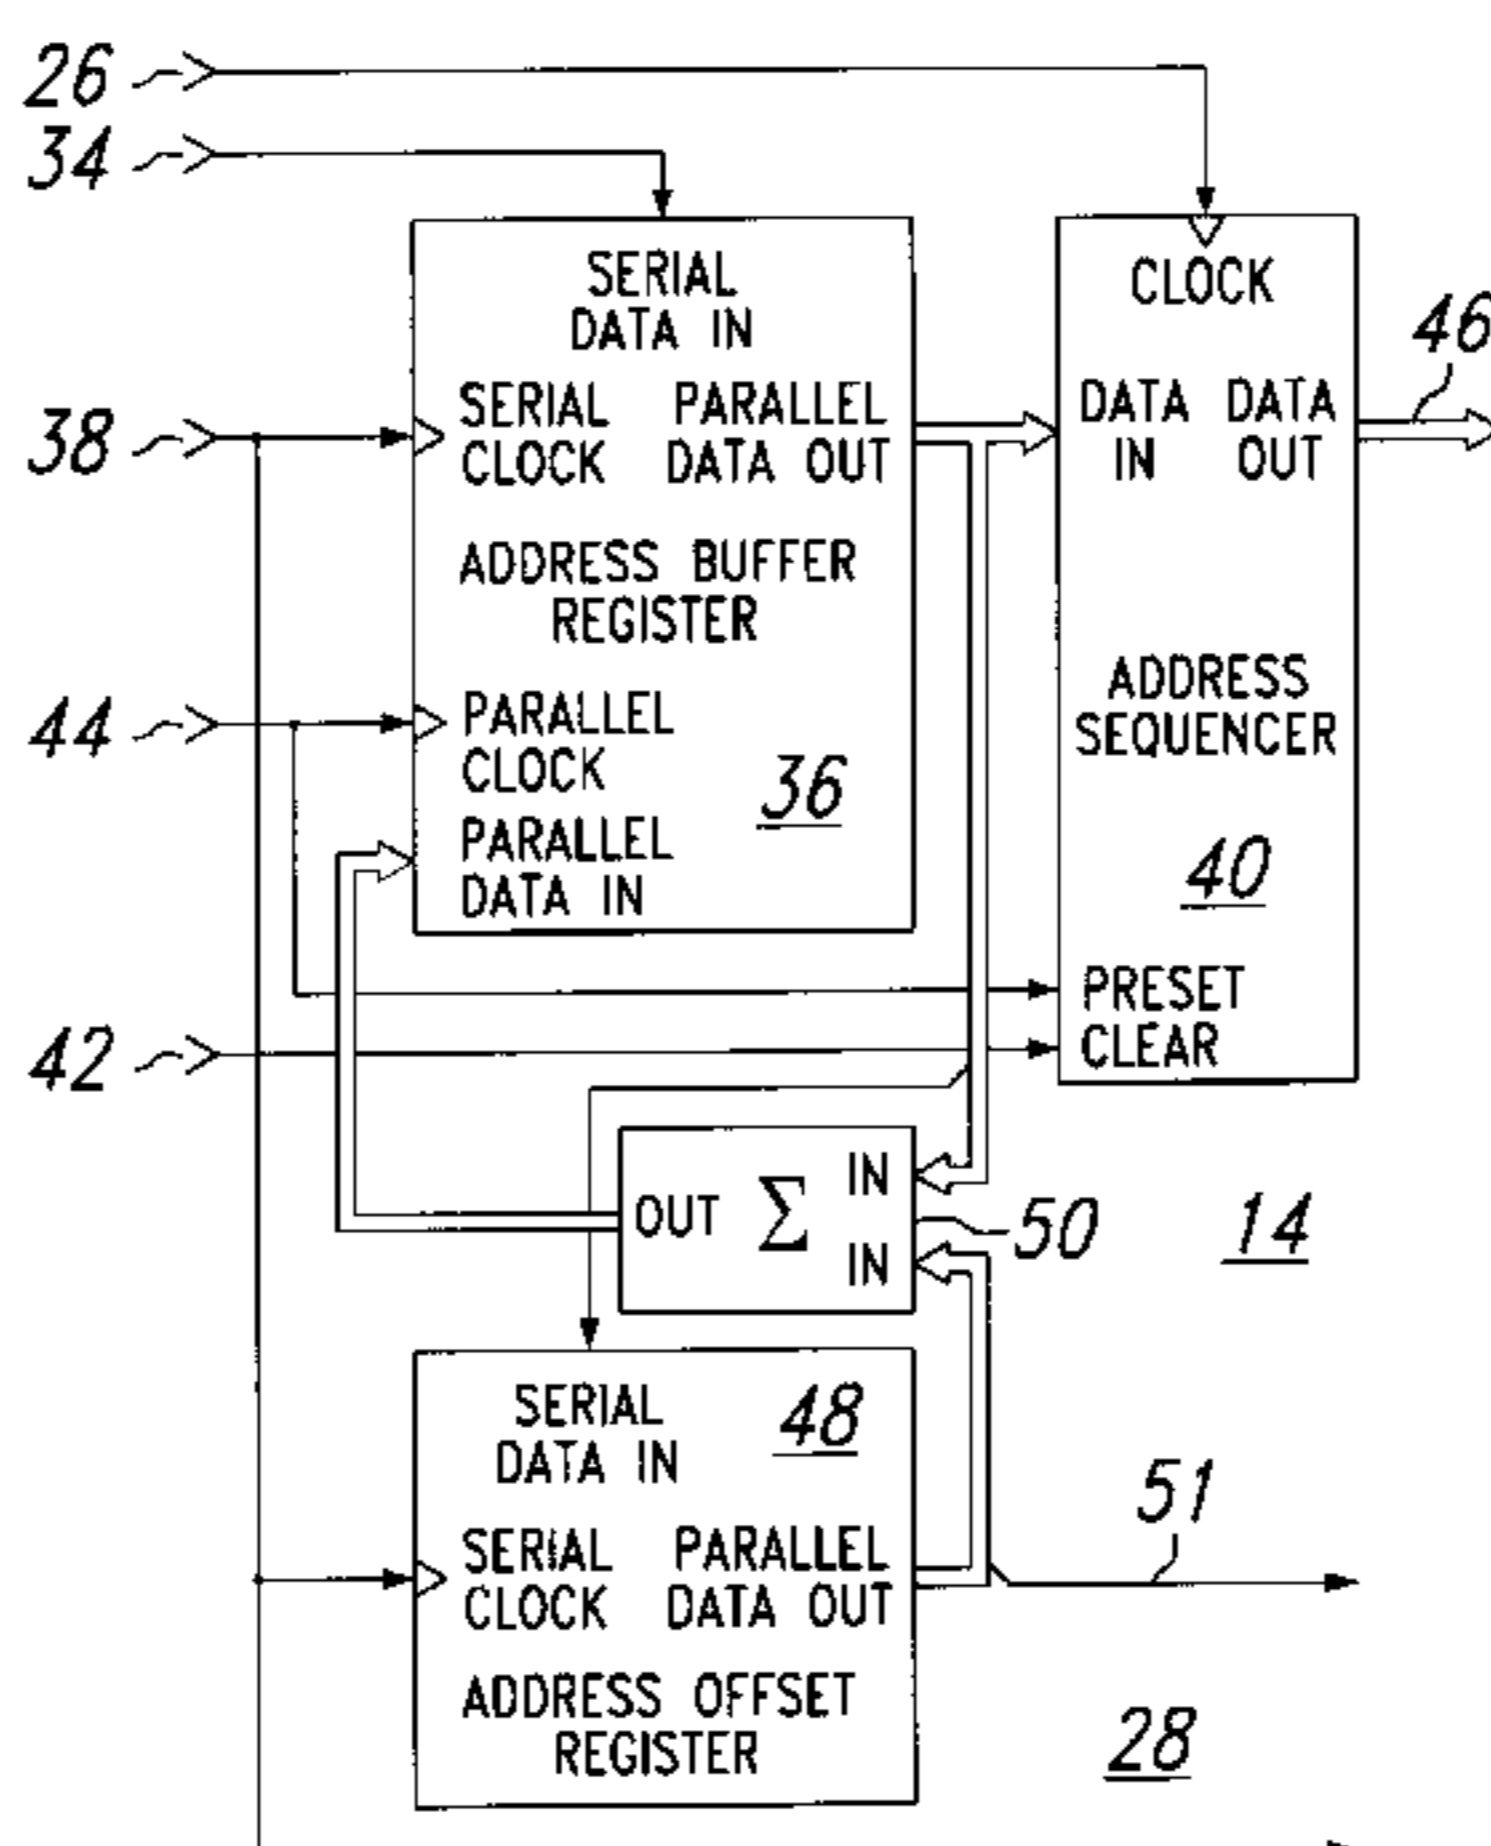 26
34
SERIAL
DATA IN
CLOCK
46
38
SERIAL PARALLEL
CLOCK DATA OUT
DATA DATA
IN OUT
ADDRESS BUFFER
REGISTER
ADDRESS
SEQUENCER
44
PARALLEL
CLOCK
36
PARALLEL
DATA IN
40
PRESET
CLEAR
42
IN
OUT Σ
IN
50
14
SERIAL
DATA IN
48
51
SERIAL PARALLEL
CLOCK DATA OUT
ADDRESS OFFSET
REGISTER
28